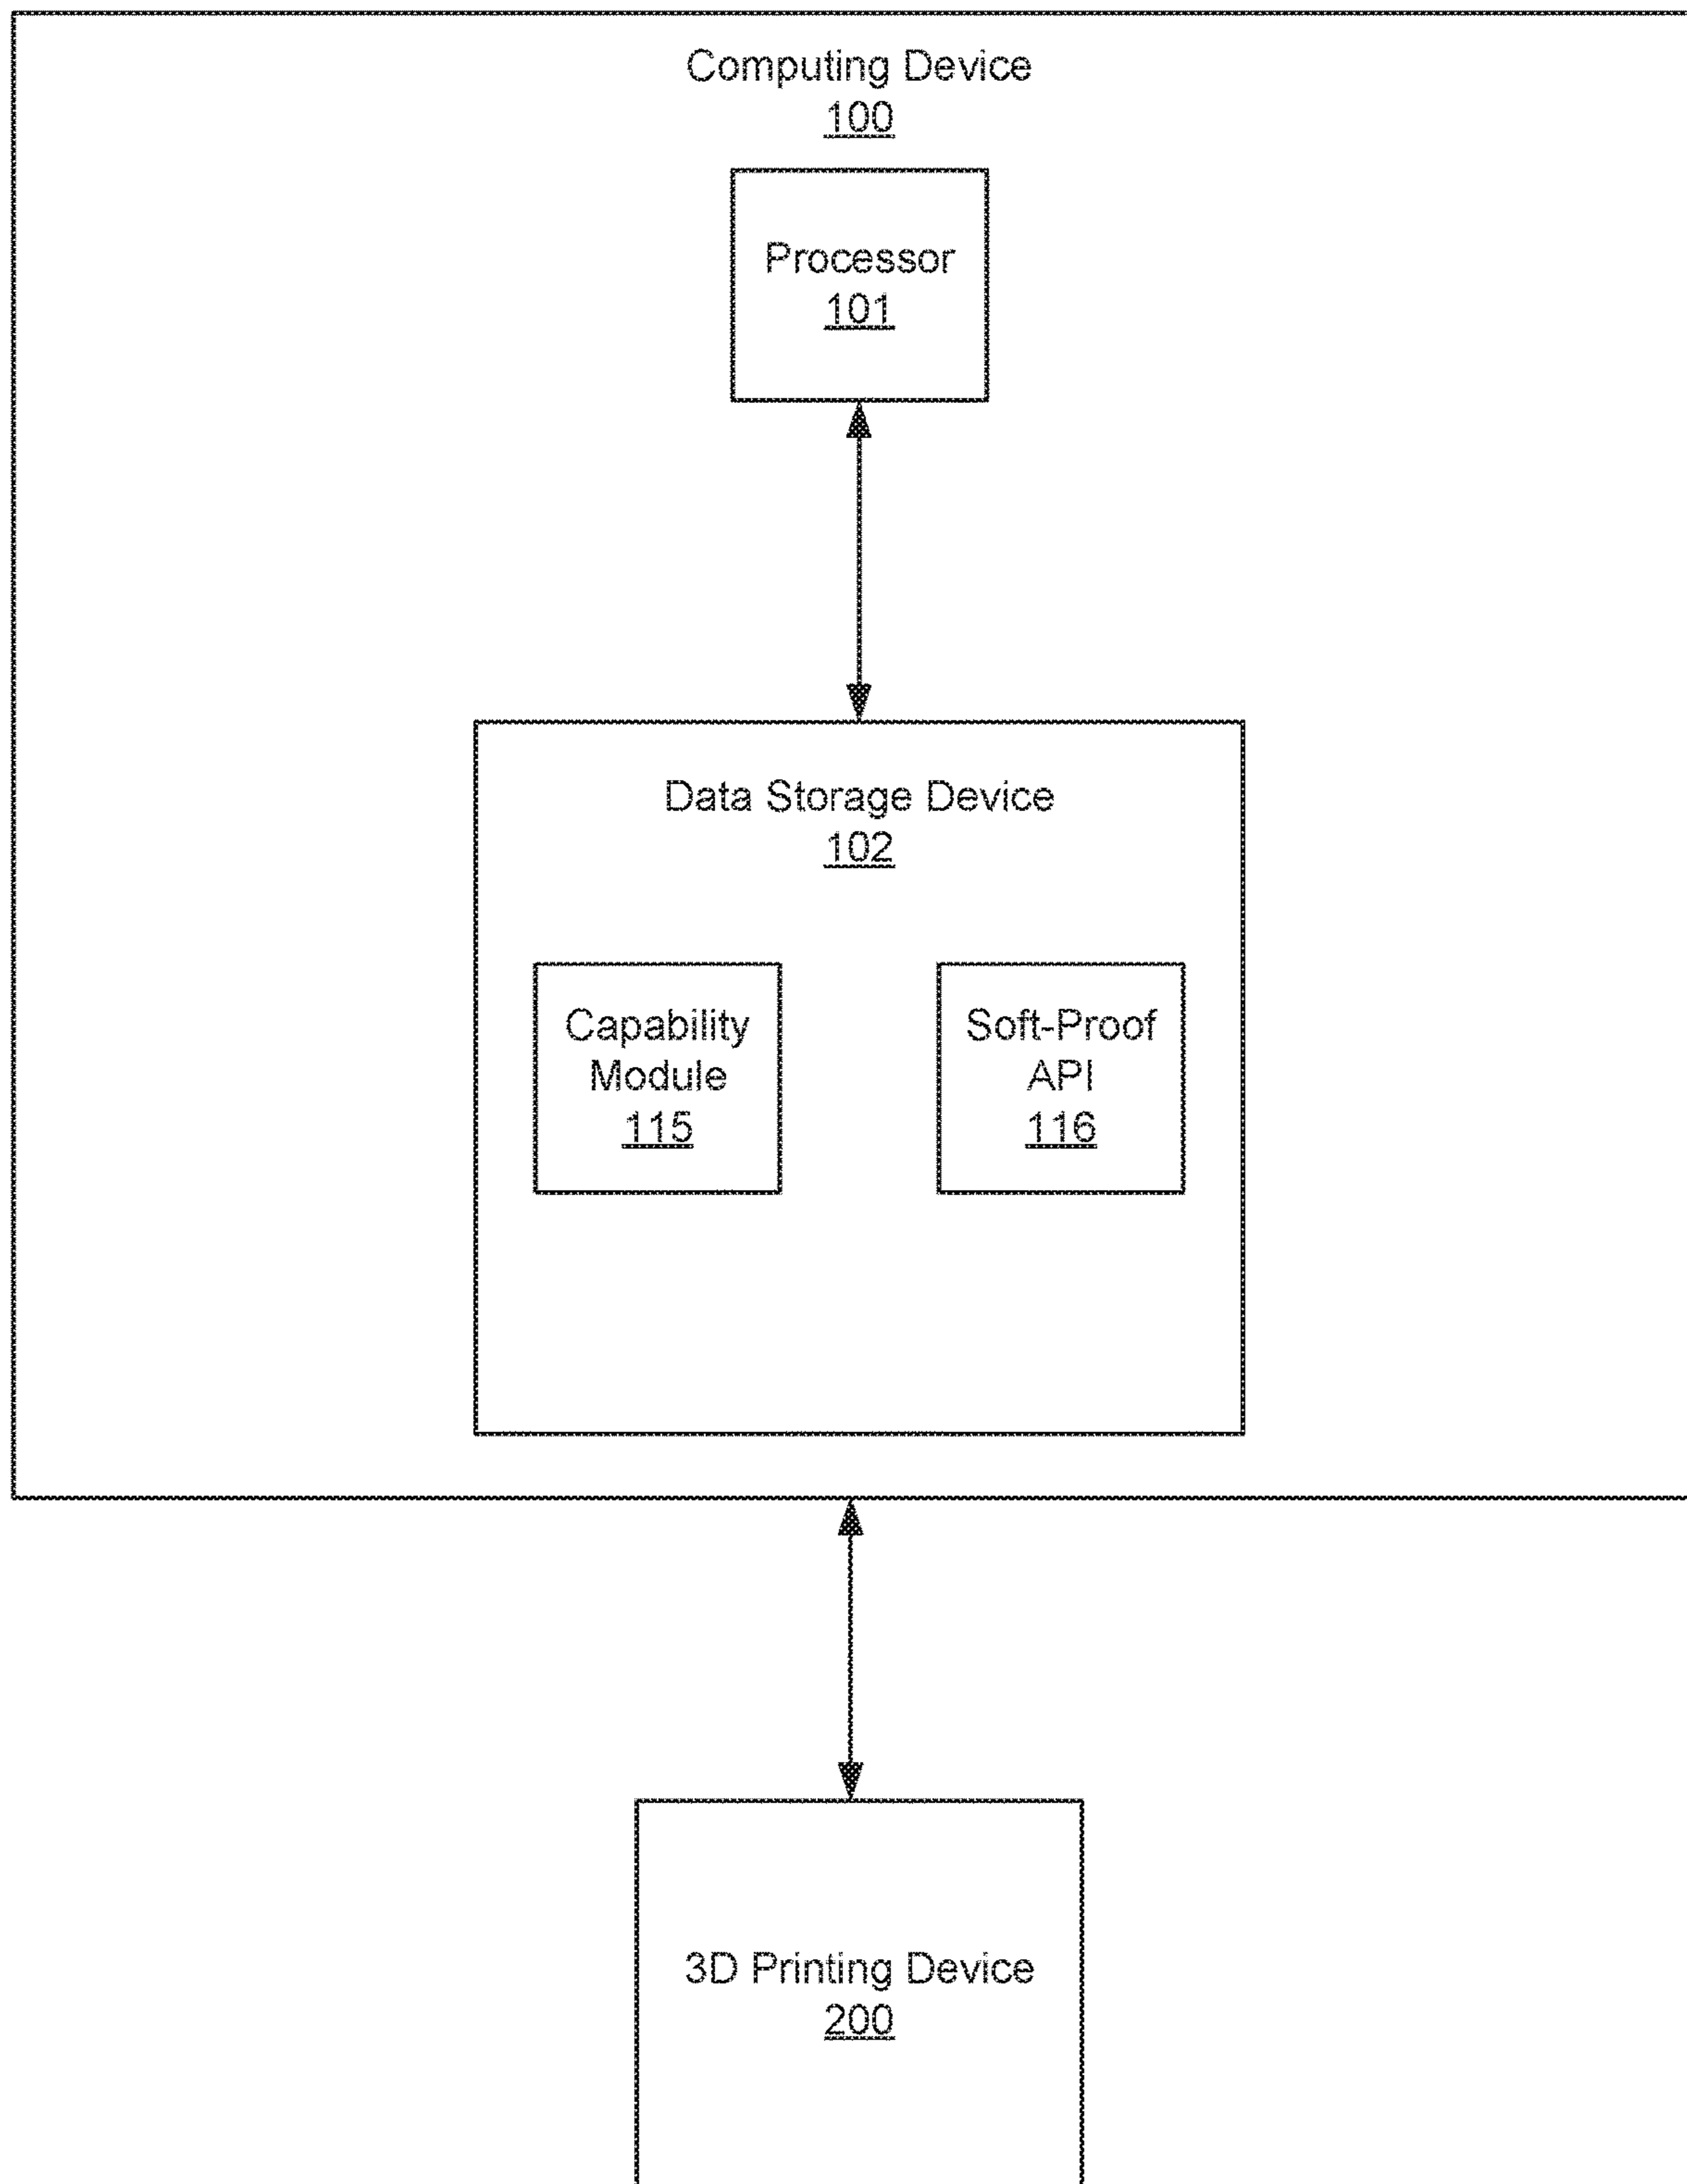 Computing Device
100
Processor
101
Data Storage Device
102
Capability
Module
115
Soft-Proof
API
116
3D Printing Device
200